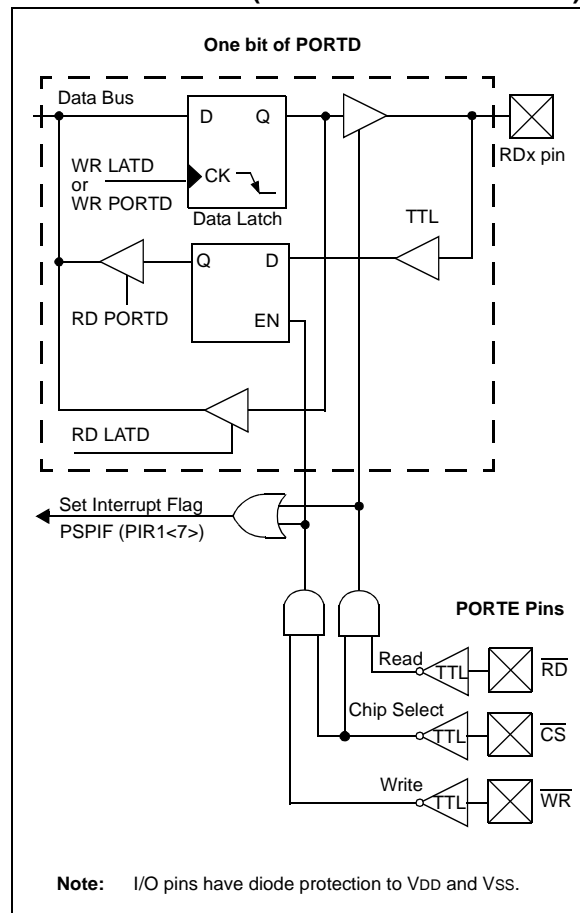 One bit of PORTD
Data Bus
D Q
RDx pin
WR LATD
or
WR PORTD
CK
Data Latch
TTL
Q D
EN
RD PORTD
RD LATD
Set Interrupt Flag
PSPIF (PIR1<7>)
PORTE Pins
Read
TTL
RD
Chip Select
TTL
CS
Write
TTL
WR
Note: I/O pins have diode protection to VDD and VSS.